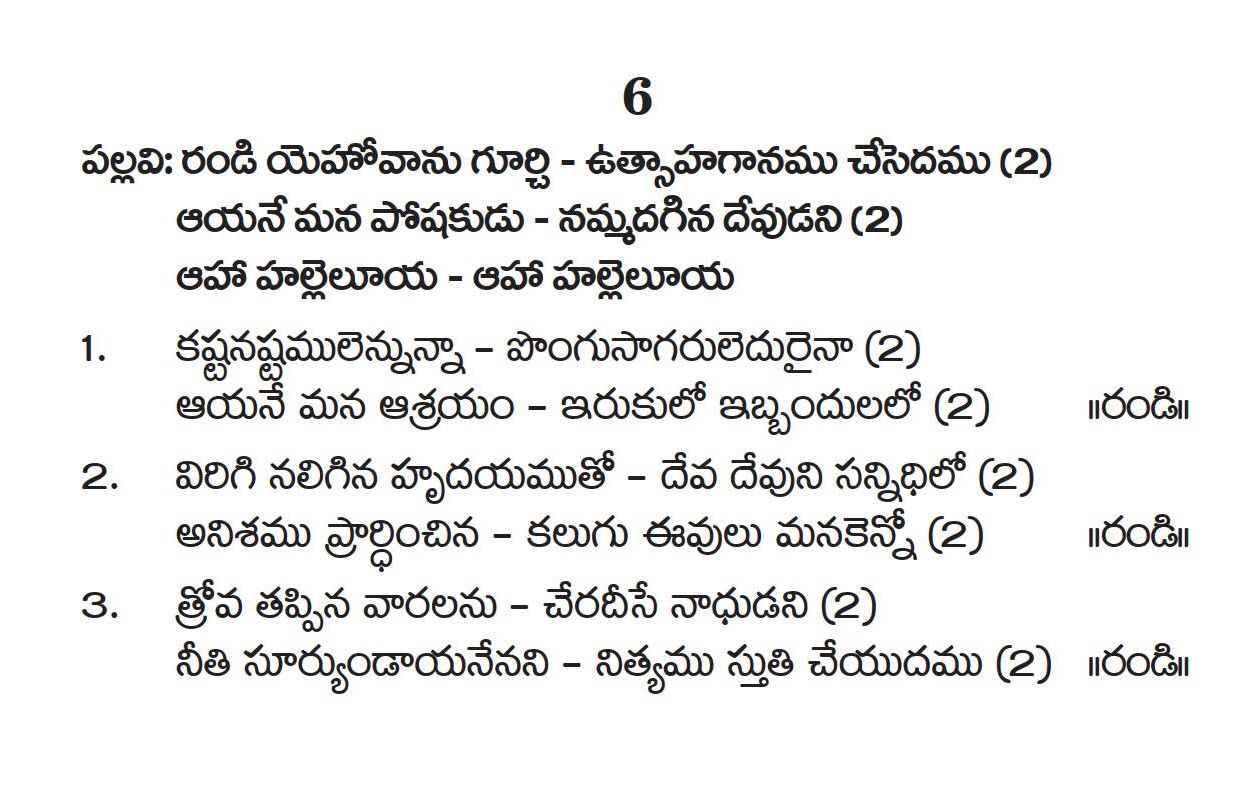 6
పల్లవి: రండి యెహోవాను గూర్చి - ఉత్సాహగానము చేసెదము (2)
ఆయనే మన పోషకుడు - నమ్మదగిన దేవుడని (2)
ఆహా హల్లెలూయ - ఆహా హల్లెలూయ
1. కష్టనష్టములెన్నున్నా – పొంగుసాగరులెదురైనా (2)
ఆయనే మన ఆశ్రయం – ఇరుకులో ఇబ్బందులలో (2) ॥రండి॥
2. విరిగి నలిగిన హృదయముతో – దేవ దేవుని సన్నిధిలో (2)
అనిశము ప్రార్ధించిన – కలుగు ఈవులు మనకెన్నో (2) ॥రండి॥
3. త్రోవ తప్పిన వారలను – చేరదీసే నాధుడని (2)
నీతి సూర్యుండాయనేనని – నిత్యము స్తుతి చేయుదము (2) ॥రండి॥